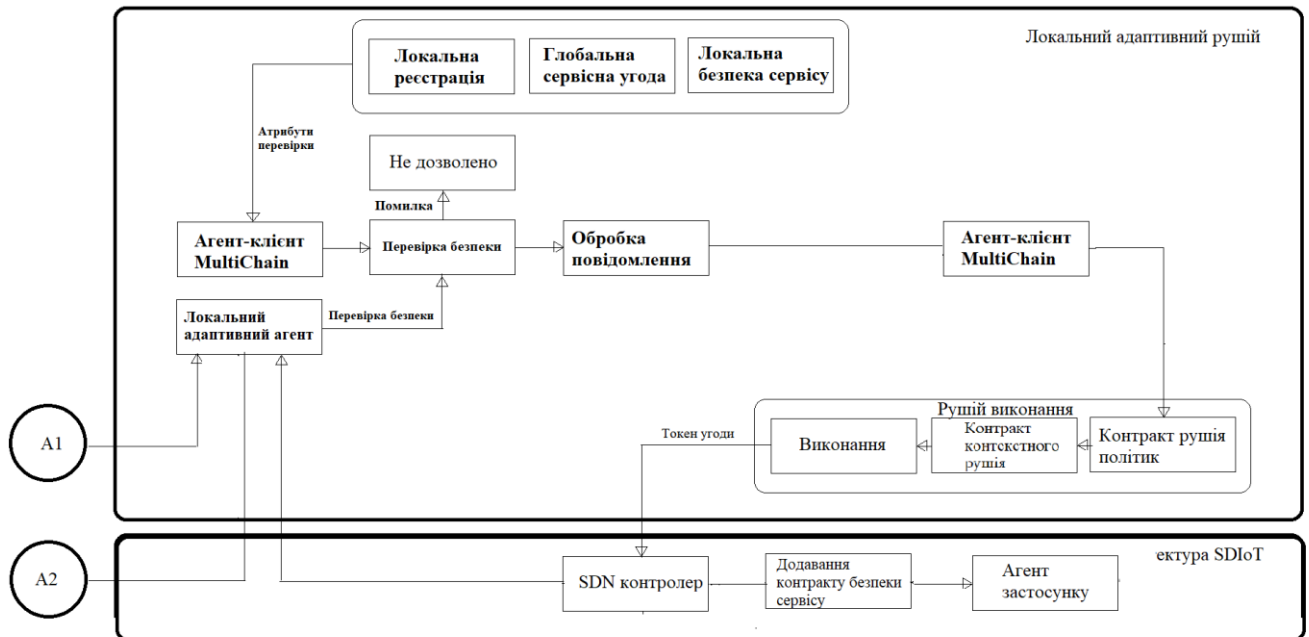 Локальний адаптивний рушій
Локальна
реєстрація
Глобальна
сервісна угода
Локальна
безпека сервісу
Атрибути
перевірки
Не дозволено
Помилка
Агент-клієнт
MultiChain
Перевірка безпеки
Обробка
повідомлення
Агент-клієнт
MultiChain
Локальний
адаптивний агент
Перевірка безпеки
Рушій виконання
A1
Токен угоди
Виконання
Контракт
контекстного
рушія
Контракт рушія
політик
A2
ектура SDIoT
SDN контролер
Додавання
контракту безпеки
сервісу
Агент
застосунку